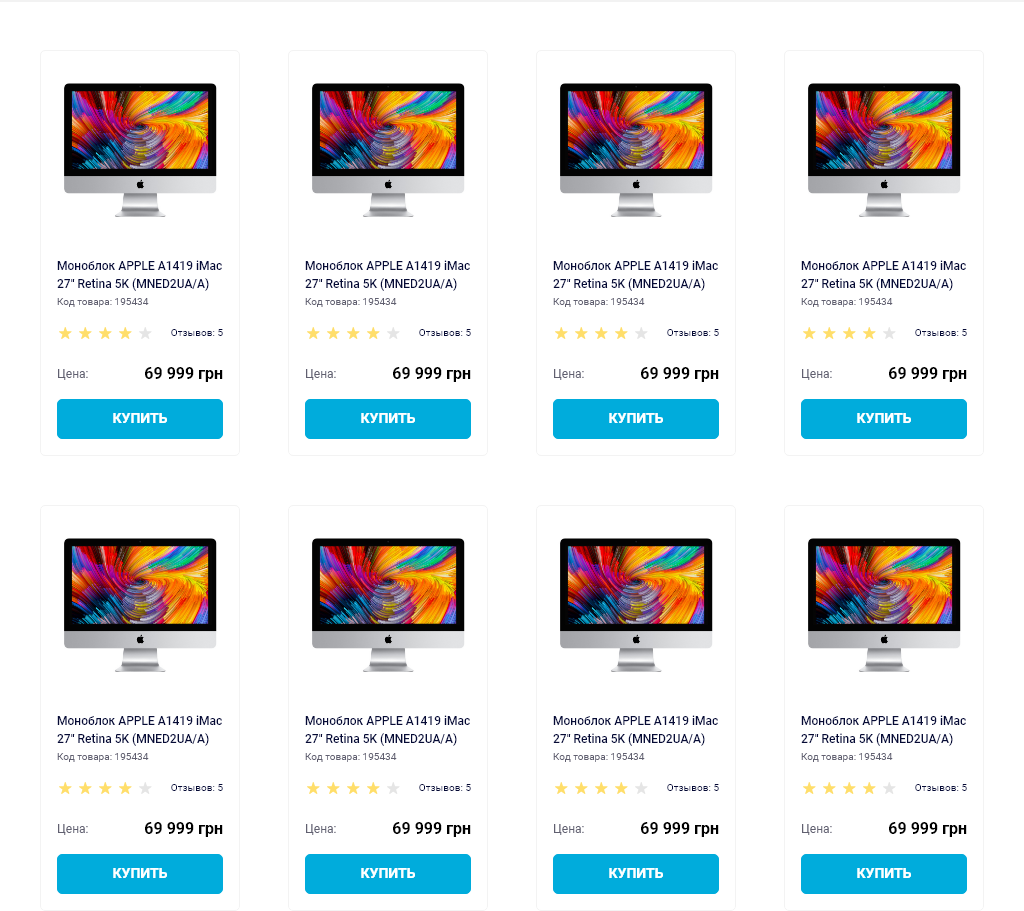 Моноблок APPLE A1419 iMac
27" Retina 5K (MNED2UA/A)
Код товара: 195434
Отзывов: 5
Цена: 69 999 грн
КУПИТЬ
Моноблок APPLE A1419 iMac
27" Retina 5K (MNED2UA/A)
Код товара: 195434
Отзывов: 5
Цена: 69 999 грн
КУПИТЬ
Моноблок APPLE A1419 iMac
27" Retina 5K (MNED2UA/A)
Код товара: 195434
Отзывов: 5
Цена: 69 999 грн
КУПИТЬ
Моноблок APPLE A1419 iMac
27" Retina 5K (MNED2UA/A)
Код товара: 195434
Отзывов: 5
Цена: 69 999 грн
КУПИТЬ
Моноблок APPLE A1419 iMac
27" Retina 5K (MNED2UA/A)
Код товара: 195434
Отзывов: 5
Цена: 69 999 грн
КУПИТЬ
Моноблок APPLE A1419 iMac
27" Retina 5K (MNED2UA/A)
Код товара: 195434
Отзывов: 5
Цена: 69 999 грн
КУПИТЬ
Моноблок APPLE A1419 iMac
27" Retina 5K (MNED2UA/A)
Код товара: 195434
Отзывов: 5
Цена: 69 999 грн
КУПИТЬ
Моноблок APPLE A1419 iMac
27" Retina 5K (MNED2UA/A)
Код товара: 195434
Отзывов: 5
Цена: 69 999 грн
КУПИТЬ